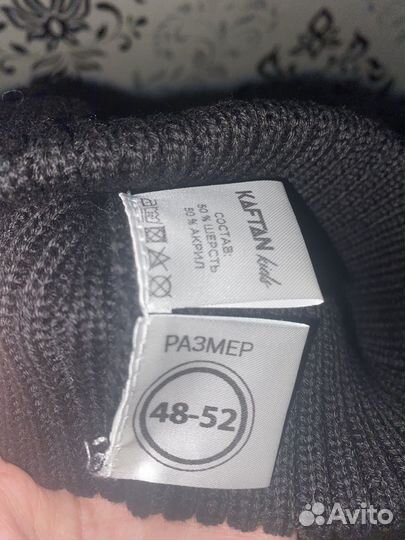 KAFTAN kids
СОСТАВ:
50 % ШЕРСТЬ
50 % АКРИЛ
РАЗМЕР
48-52
Avito